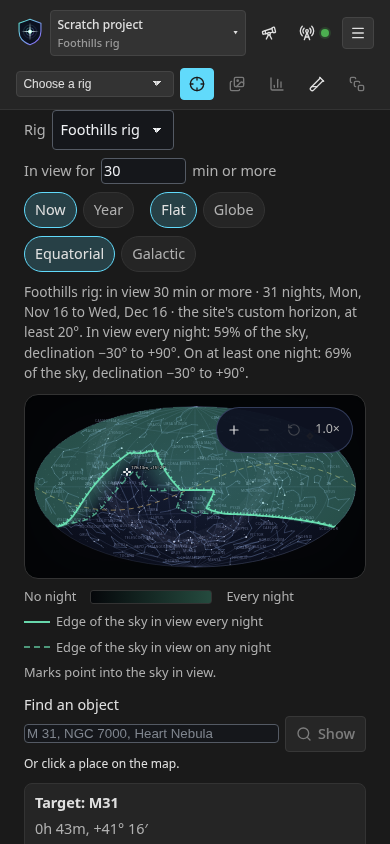 Scratch project
Foothills rig
Choose a rig
Rig Foothills rig
In view for 30 min or more
Now Year Flat Globe
Equatorial Galactic
Foothills rig: in view 30 min or more · 31 nights, Mon,
Nov 16 to Wed, Dec 16 · the site's custom horizon, at
least 20°. In view every night: 59% of the sky,
declination −30° to +90°. On at least one night: 69%
of the sky, declination −30° to +90°.
+ − 1.0×
No night Every night
Edge of the sky in view every night
Edge of the sky in view on any night
Marks point into the sky in view.
Find an object
M 31, NGC 7000, Heart Nebula Show
Or click a place on the map.
Target: M31
0h 43m, +41° 16′